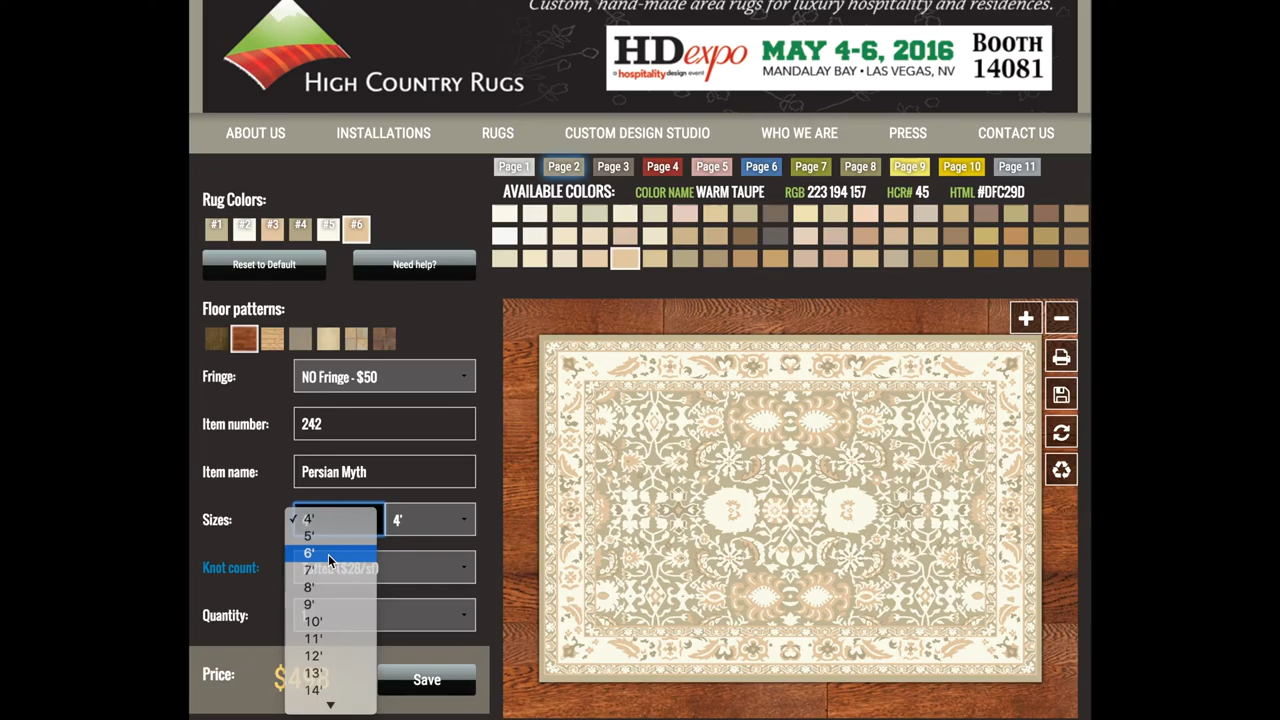 Custom, hand-made area rugs for luxury hospitality and residences.
HIGH COUNTRY RUGS
HD expo
a hospitality design event
MAY 4-6, 2016
MANDALAY BAY • LAS VEGAS, NV
BOOTH
14081
ABOUT US INSTALLATIONS RUGS CUSTOM DESIGN STUDIO WHO WE ARE PRESS CONTACT US
Page 1 Page 2 Page 3 Page 4 Page 5 Page 6 Page 7 Page 8 Page 9 Page 10 Page 11
AVAILABLE COLORS: COLOR NAME WARM TAUPE RGB 223 194 157 HCR# 45 HTML #DFC29D
Rug Colors:
#1 #2 #3 #4 #5 #6
Reset to Default Need help?
Floor patterns:
Fringe: NO Fringe - $50
Item number: 242
Item name: Persian Myth
Sizes: ✓ 4' 4'
5'
6'
7'
Knot count:
8'
9'
Quantity:
10'
11'
12'
13'
14'
Price: Save